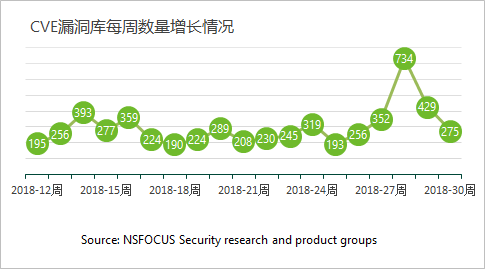 CVE漏洞库每周数量增长情况
195 256 393 277 359 224 190 224 289 208 230 245 319 193 256 352 734 429 275
2018-12周 2018-15周 2018-18周 2018-21周 2018-24周 2018-27周 2018-30周
Source: NSFOCUS Security research and product groups